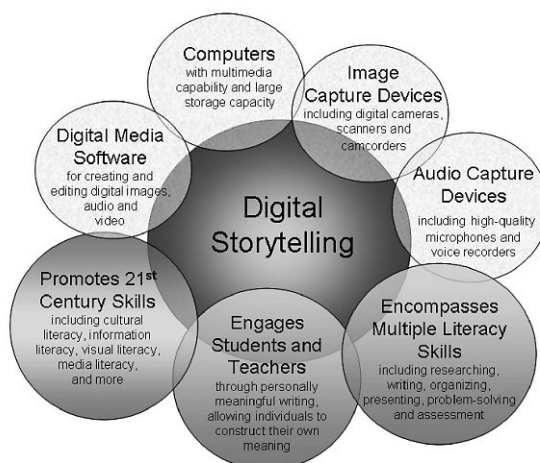 Computers
with multimedia
capability and large
storage capacity
Image
Capture Devices
including digital cameras,
scanners and
camcorders
Digital Media
Software
for creating and
editing digital images,
audio and
video
Audio Capture
Devices
including high-quality
microphones and
voice recorders
Digital
Storytelling
Promotes 21st
Century Skills
including cultural
literacy, information
literacy, visual literacy,
media literacy,
and more
Engages
Students and
Teachers
through personally
meaningful writing,
allowing individuals to
construct their own
meaning
Encompasses
Multiple Literacy
Skills
including researching,
writing, organizing,
presenting, problem-solving
and assessment